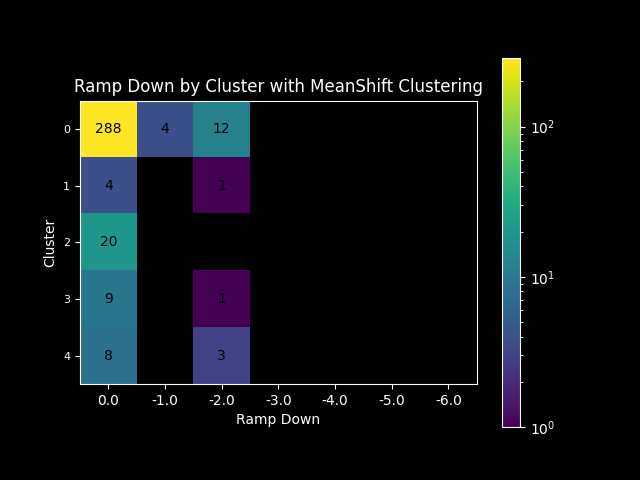 Ramp Down by Cluster with MeanShift Clustering
0 288 4 12
1 4 1
2 20
3 9 1
4 8 3
Cluster
0.0 -1.0 -2.0 -3.0 -4.0 -5.0 -6.0
Ramp Down
10²
10¹
10⁰